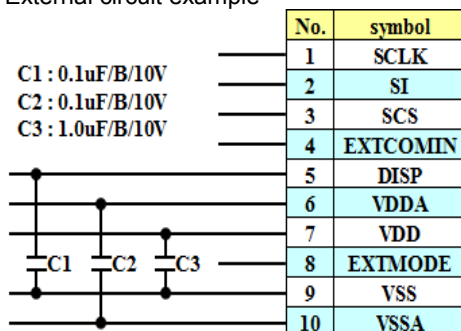 External circuit example
No. symbol
1 SCLK
C1 : 0.1uF/B/10V
2 SI
C2 : 0.1uF/B/10V
3 SCS
C3 : 1.0uF/B/10V
4 EXTCOMIN
5 DISP
6 VDDA
7 VDD
C1 C2 C3
8 EXTMODE
9 VSS
10 VSSA